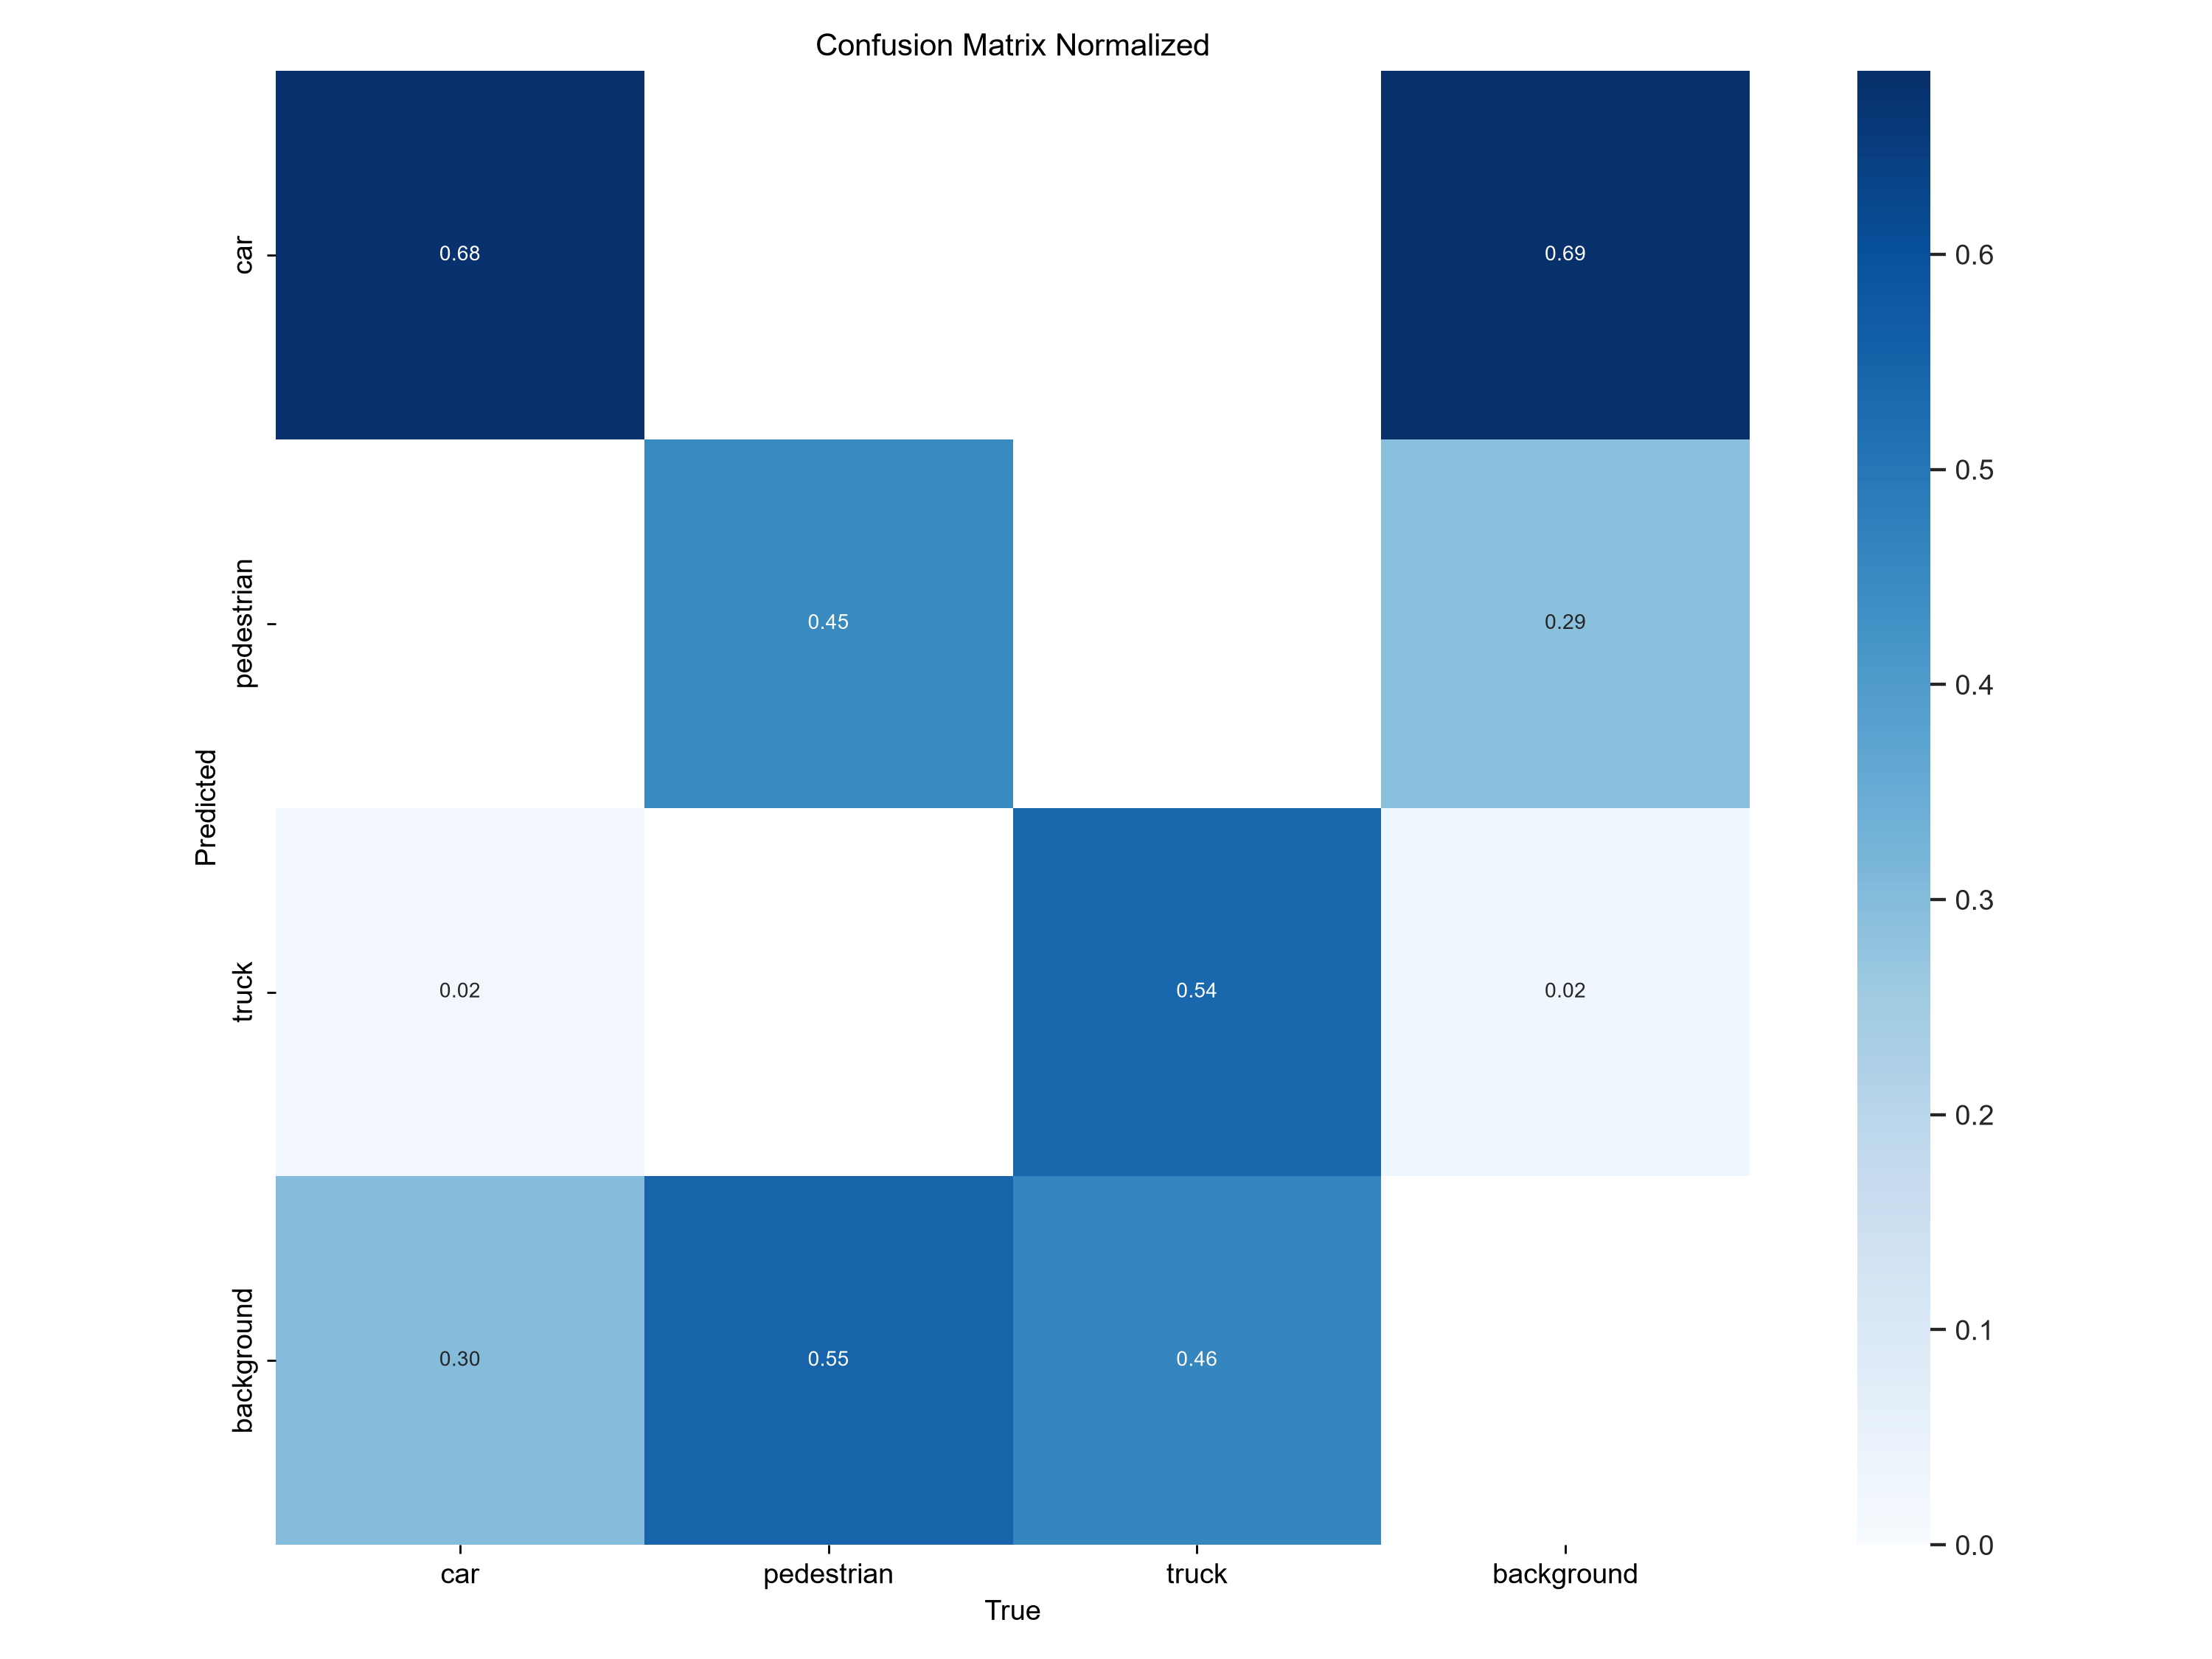 Confusion Matrix Normalized
car
0.68
0.69
pedestrian
0.45
0.29
truck
0.02
0.54
0.02
background
0.30
0.55
0.46
Predicted
car
pedestrian
truck
background
True
0.6
0.5
0.4
0.3
0.2
0.1
0.0